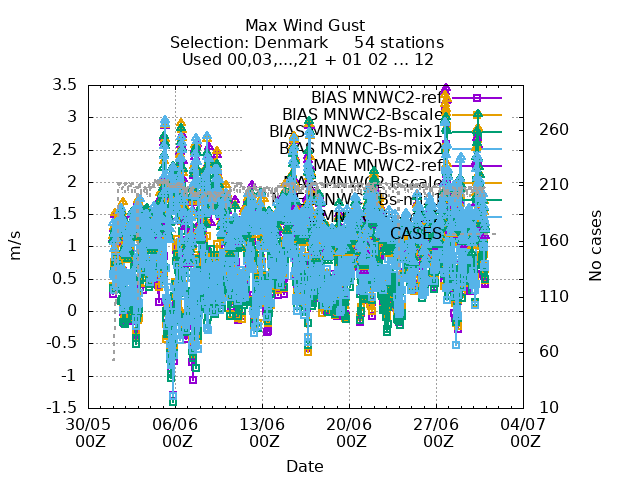 Max Wind Gust
Selection: Denmark 54 stations
Used 00,03,...,21 + 01 02 ... 12
3.5
3
2.5
2
1.5
1
0.5
0
-0.5
-1
-1.5
m/s
BIAS MNWC2-ref
BIAS MNWC2-Bscale
BIAS MNWC2-Bs-mix1
BIAS MNWC-Bs-mix2
MAE MNWC2-ref
MNWC2-Bscale
CASES
260
210
160
110
60
10
No cases
30/05 06/06 13/06 20/06 27/06 04/07
00Z 00Z 00Z 00Z 00Z 00Z
Date